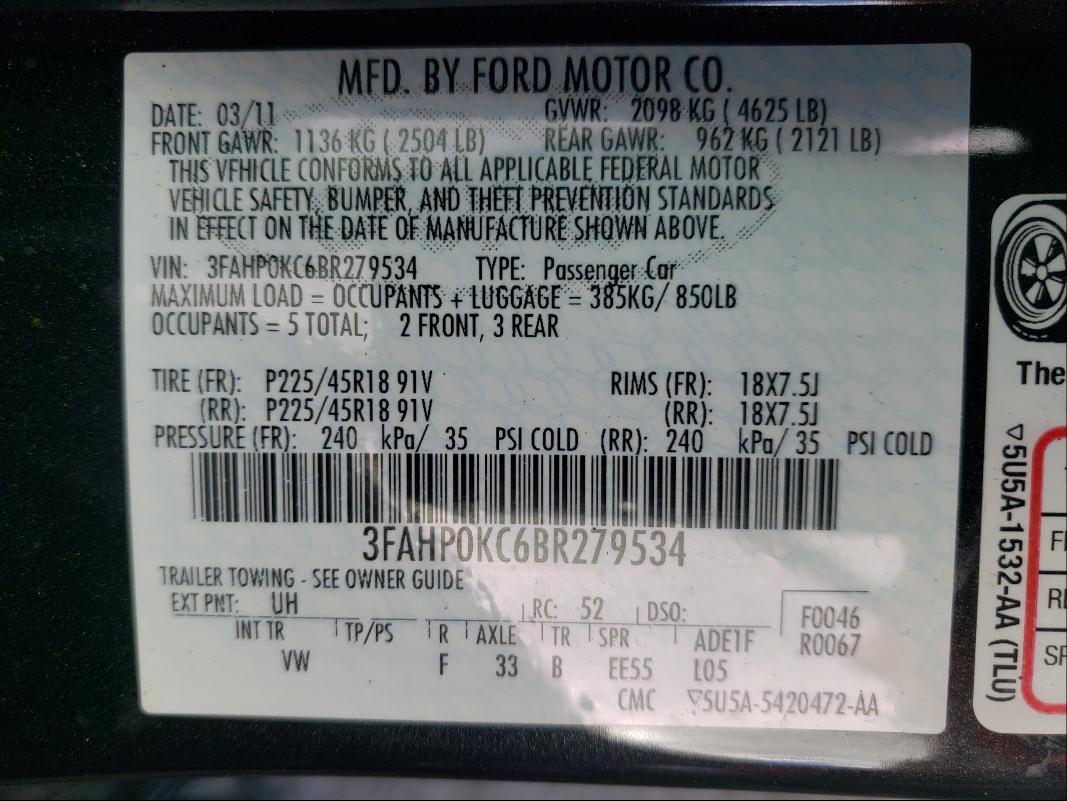 MFD. BY FORD MOTOR CO.
DATE: 03/11 GVWR: 2098 KG ( 4625 LB)
FRONT GAWR: 1136 KG ( 2504 LB) REAR GAWR: 962 KG ( 2121 LB)
THIS VEHICLE CONFORMS TO ALL APPLICABLE FEDERAL MOTOR
VEHICLE SAFETY, BUMPER, AND THEFT PREVENTION STANDARDS
IN EFFECT ON THE DATE OF MANUFACTURE SHOWN ABOVE.
VIN: 3FAHP0KC6BR279534 TYPE: Passenger Car
MAXIMUM LOAD = OCCUPANTS + LUGGAGE = 385KG/ 850LB
OCCUPANTS = 5 TOTAL; 2 FRONT, 3 REAR
TIRE (FR): P225/45R18 91V RIMS (FR): 18X7.5J
(RR): P225/45R18 91V (RR): 18X7.5J
PRESSURE (FR): 240 kPa/ 35 PSI COLD (RR): 240 kPa/ 35 PSI COLD
3FAHP0KC6BR279534
TRAILER TOWING - SEE OWNER GUIDE
EXT PNT: UH RC: 52 DSO: F0046
INT TR TP/PS R AXLE TR SPR ADE1F R0067
VW F 33 B EE55 L05
CMC ▽5U5A-5420472-AA
The
▽5U5A-1532-AA (TLU)